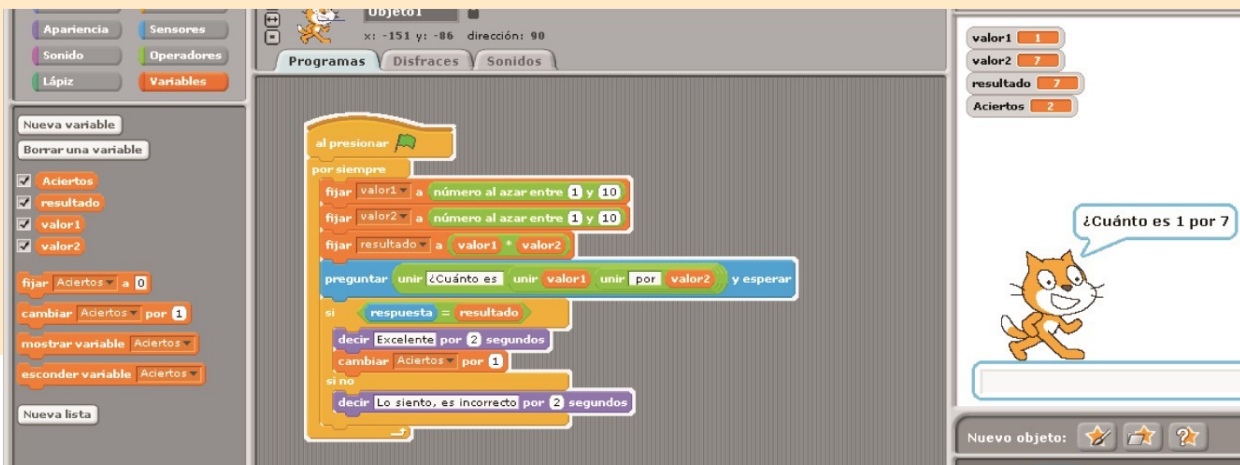 Apariencia Sensores
Sonido Operadores
Lápiz Variables
Nueva variable
Borrar una variable
Aciertos
resultado
valor1
valor2
fijar Aciertos a 0
cambiar Aciertos por 1
mostrar variable Aciertos
esconder variable Aciertos
Nueva lista
Objeto1
x: -151 y: -86 dirección: 90
Programas Disfraces Sonidos
al presionar
por siempre
fijar valor1 a número al azar entre 1 y 10
fijar valor2 a número al azar entre 1 y 10
fijar resultado a valor1 * valor2
preguntar unir ¿Cuánto es unir valor1 unir por valor2 y esperar
si respuesta = resultado
decir Excelente por 2 segundos
cambiar Aciertos por 1
si no
decir Lo siento, es incorrecto por 2 segundos
valor1 1
valor2 7
resultado 7
Aciertos 2
¿Cuánto es 1 por 7
Nuevo objeto: